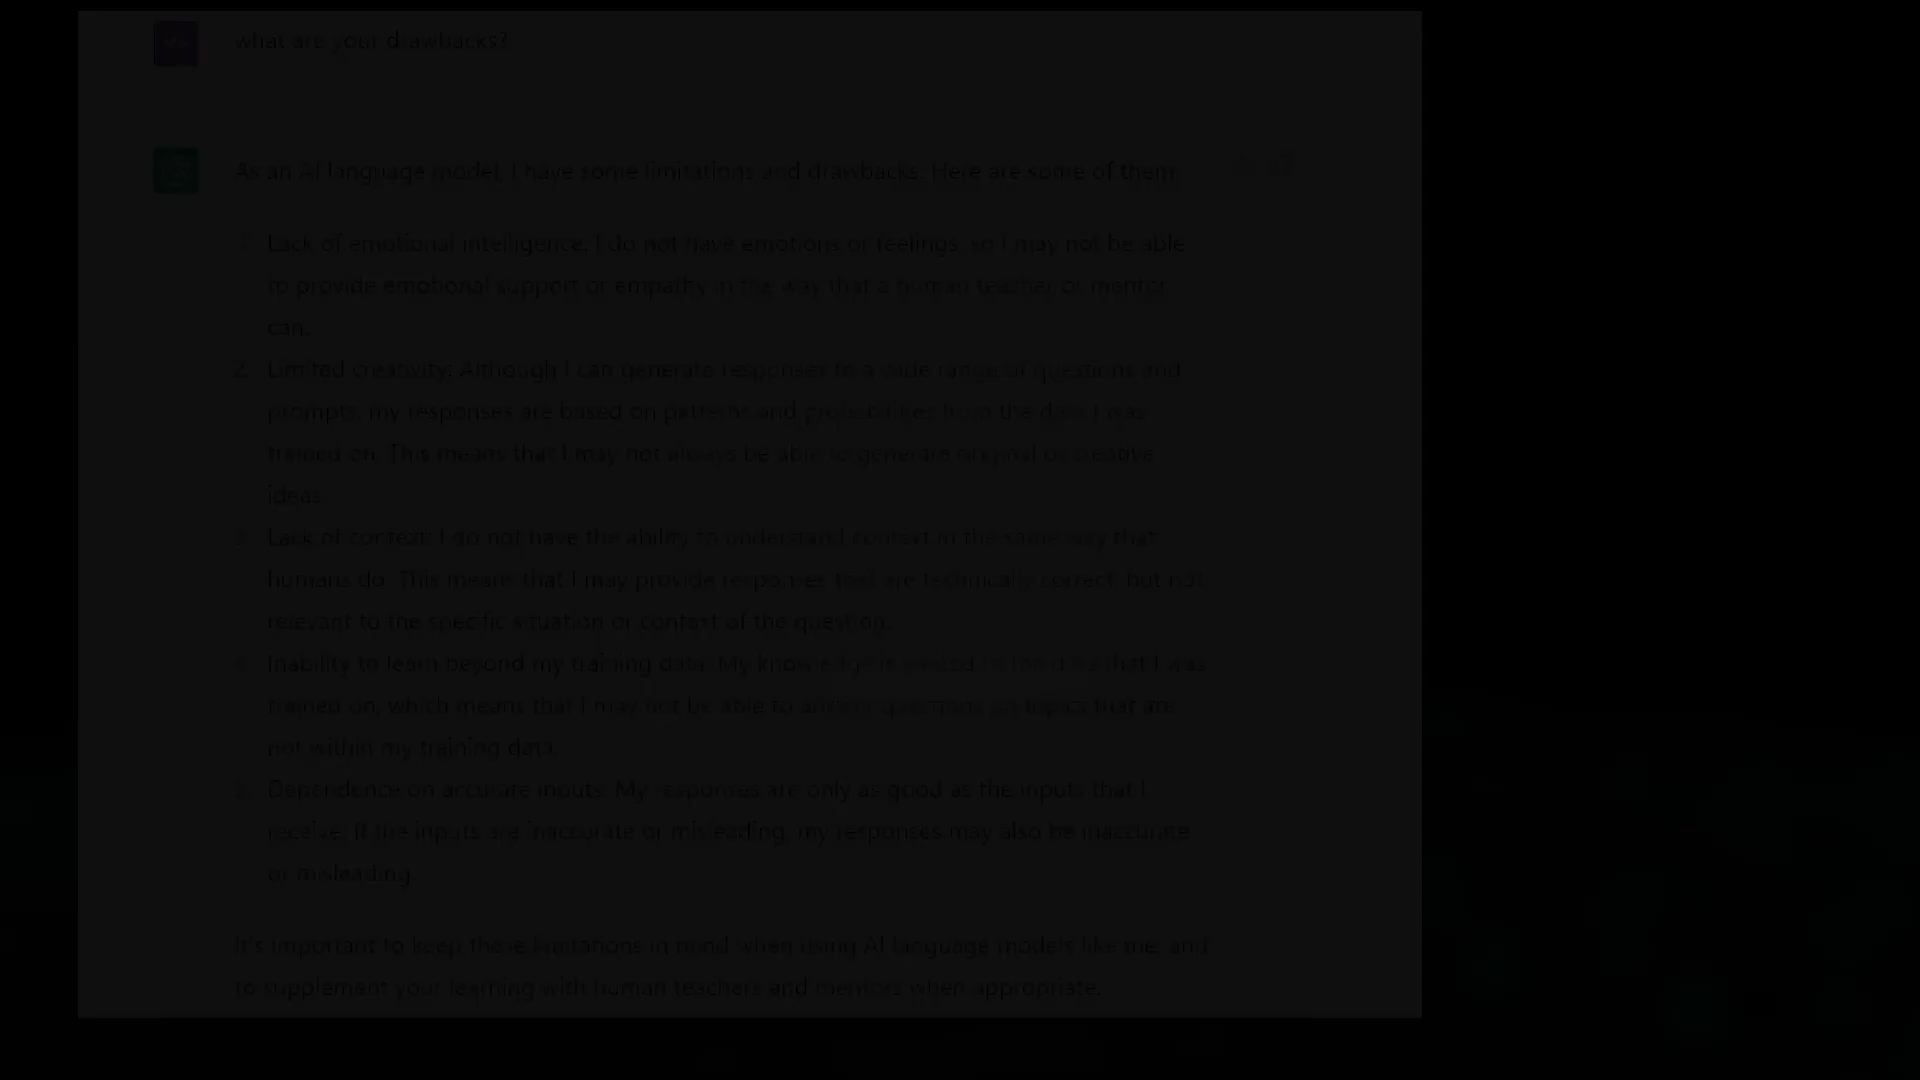 what are your drawbacks?
As an AI language model, I have some limitations and drawbacks. Here are some of them
1. Lack of emotional intelligence: I do not have emotions or feelings, so I may not be able
to provide emotional support or empathy in the way that a human teacher or mentor
can.
2. Limited creativity: Although I can generate responses to a wide range of questions and
prompts, my responses are based on patterns and probabilities from the data I was
trained on. This means that I may not always be able to generate original or creative
ideas.
3. Lack of context: I do not have the ability to understand context in the same way that
humans do. This means that I may provide responses that are technically correct, but not
relevant to the specific situation or context of the question.
4. Inability to learn beyond my training data: My knowledge is limited to the data that I was
trained on, which means that I may not be able to answer questions on topics that are
not within my training data.
5. Dependence on accurate inputs: My responses are only as good as the inputs that I
receive. If the inputs are inaccurate or misleading, my responses may also be inaccurate
or misleading.
It's important to keep these limitations in mind when using AI language models like me, and
to supplement your learning with human teachers and mentors when appropriate.